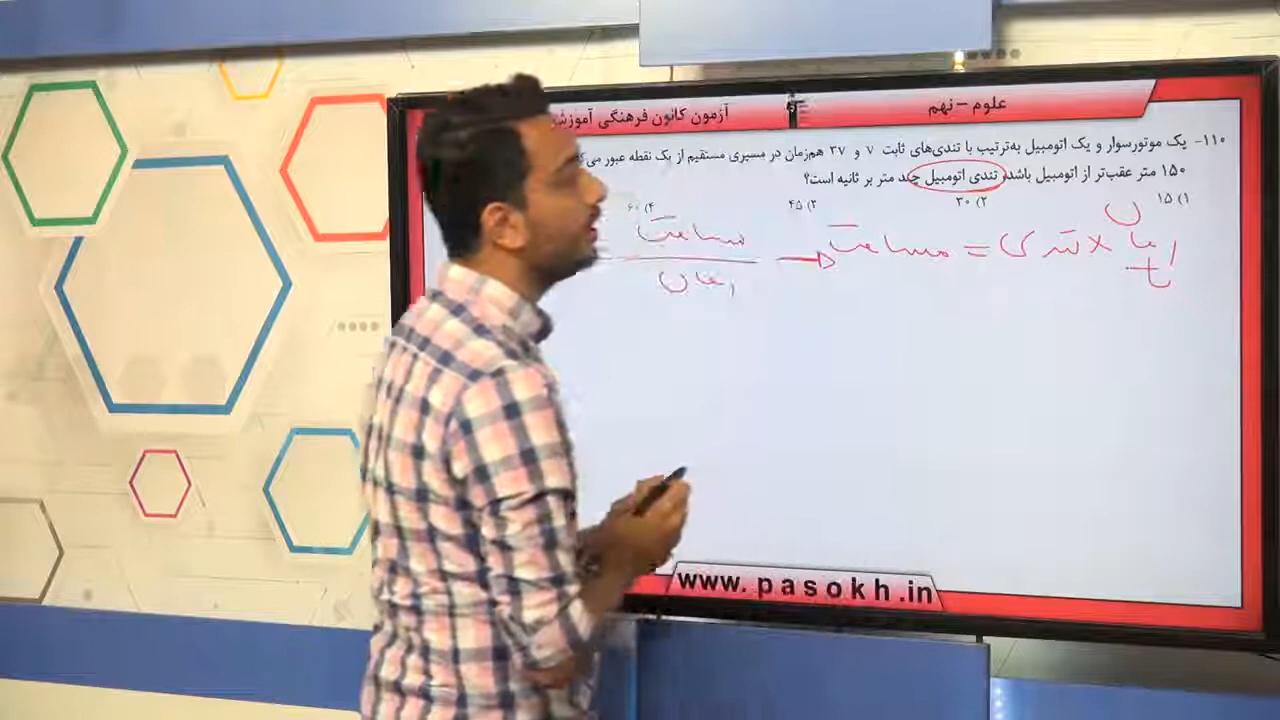 علوم - نهم
آزمون کانون فرهنگی آموزش
۱۱۰- یک موتورسوار و یک اتومبیل به‌ترتیب با تندی‌های ثابت ۷ و ۳۷ هم‌زمان در مسیری مستقیم از یک نقطه عبور می‌ک
۱۵۰ متر عقب‌تر از اتومبیل باشد، تندی اتومبیل چند متر بر ثانیه است؟
۱) ۱۵ ۲) ۳۰ ۳) ۴۵ ۴) ۶۰
مسافت
زمان
مسافت = تندی × زمان
t
www.pasokh.in